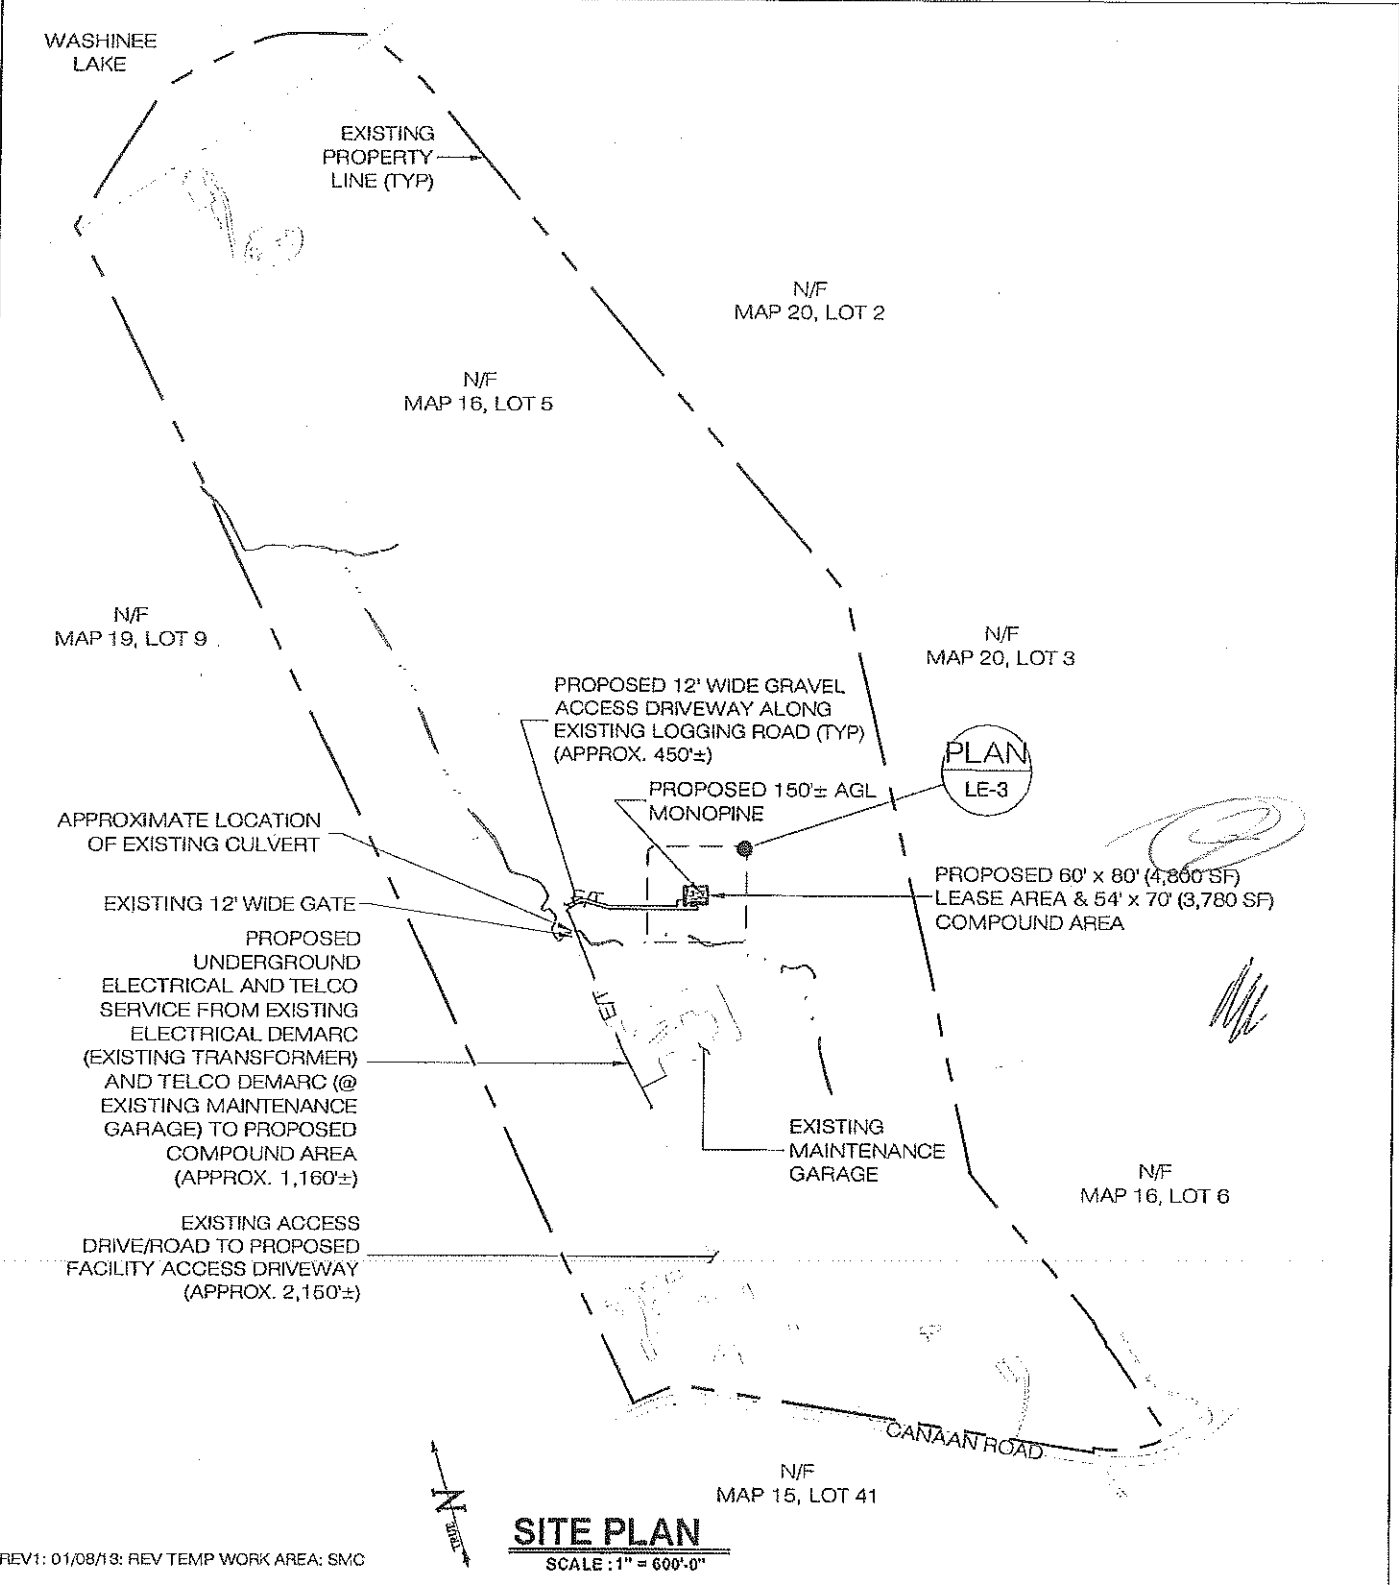 WASHINEE
LAKE
EXISTING
PROPERTY
LINE (TYP)
N/F
MAP 20, LOT 2
N/F
MAP 16, LOT 5
N/F
MAP 19, LOT 9
N/F
MAP 20, LOT 3
PROPOSED 12' WIDE GRAVEL
ACCESS DRIVEWAY ALONG
EXISTING LOGGING ROAD (TYP)
(APPROX. 450'±)
PLAN
LE-3
PROPOSED 150'± AGL
MONOPINE
APPROXIMATE LOCATION
OF EXISTING CULVERT
PROPOSED 60' x 80' (4,800 SF)
LEASE AREA & 54' x 70' (3,780 SF)
COMPOUND AREA
EXISTING 12' WIDE GATE
E/T
PROPOSED
UNDERGROUND
ELECTRICAL AND TELCO
SERVICE FROM EXISTING
ELECTRICAL DEMARC
(EXISTING TRANSFORMER)
AND TELCO DEMARC (@
EXISTING MAINTENANCE
GARAGE) TO PROPOSED
COMPOUND AREA
(APPROX. 1,160'±)
E/T
EXISTING
MAINTENANCE
GARAGE
N/F
MAP 16, LOT 6
EXISTING ACCESS
DRIVE/ROAD TO PROPOSED
FACILITY ACCESS DRIVEWAY
(APPROX. 2,150'±)
CANAAN ROAD
N/F
MAP 15, LOT 41
N
TRUE
SITE PLAN
SCALE : 1" = 600'-0"
REV1: 01/08/13: REV TEMP WORK AREA: SMC